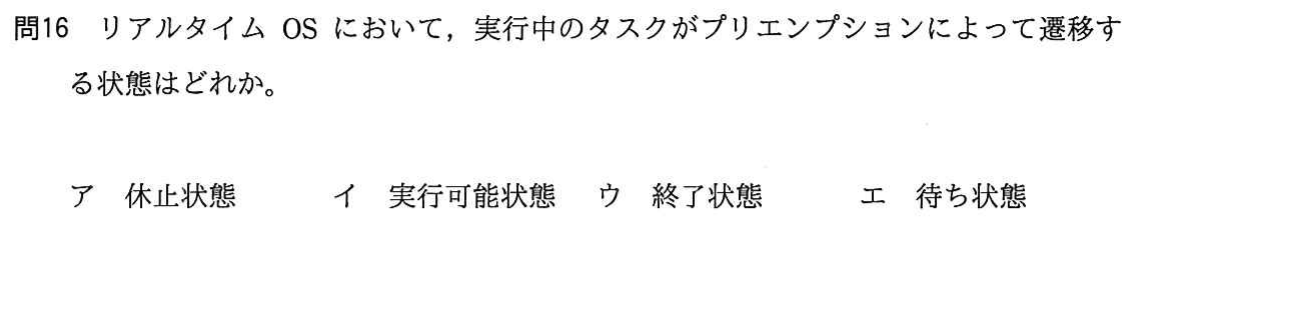 問16 リアルタイム OS において，実行中のタスクがプリエンプションによって遷移す
る状態はどれか。
ア 休止状態 イ 実行可能状態 ウ 終了状態 エ 待ち状態